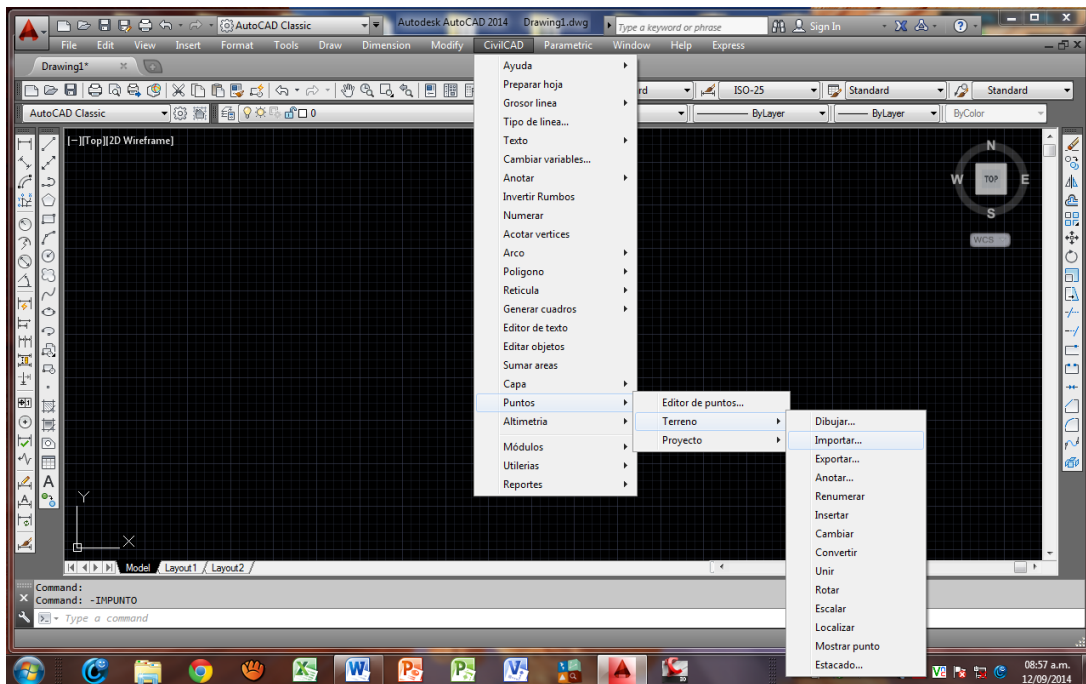 AutoCAD Classic
Autodesk AutoCAD 2014 Drawing1.dwg
Type a keyword or phrase
Sign In
File Edit View Insert Format Tools Draw Dimension Modify CivilCAD Parametric Window Help Express
Drawing1*
rd
ISO-25
Standard
Standard
AutoCAD Classic
0
ByLayer
ByLayer
ByColor
[−][Top][2D Wireframe]
N
W
TOP
E
S
WCS
Ayuda
Preparar hoja
Grosor linea
Tipo de linea...
Texto
Cambiar variables...
Anotar
Invertir Rumbos
Numerar
Acotar vertices
Arco
Poligono
Reticula
Generar cuadros
Editor de texto
Editar objetos
Sumar areas
Capa
Puntos
Altimetria
Módulos
Utilerias
Reportes
Editor de puntos...
Terreno
Proyecto
Dibujar...
Importar...
Exportar...
Anotar...
Renumerar
Insertar
Cambiar
Convertir
Unir
Rotar
Escalar
Localizar
Mostrar punto
Estacado...
Y
X
Model Layout1 Layout2
Command:
Command: -IMPUNTO
Type a command
08:57 a.m.
12/09/2014